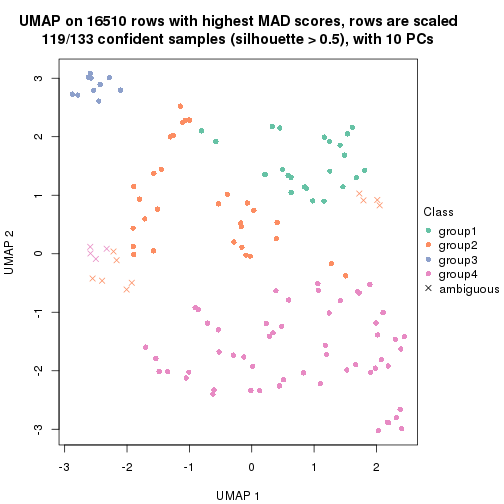 UMAP on 16510 rows with highest MAD scores, rows are scaled
119/133 confident samples (silhouette > 0.5), with 10 PCs
3
2
1
0
-1
-2
-3
UMAP 2
-3
-2
-1
0
1
2
UMAP 1
Class
group1
group2
group3
group4
ambiguous